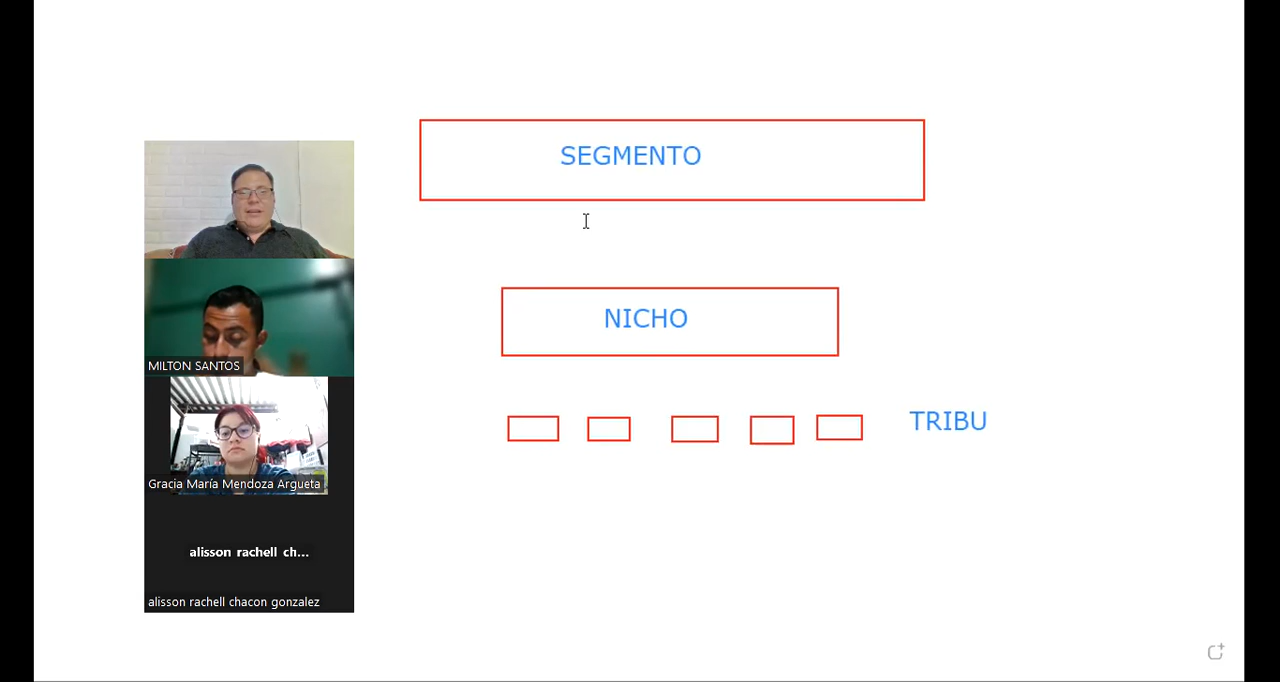 SEGMENTO
NICHO
TRIBU
MILTON SANTOS
Gracia María Mendoza Argueta
alisson rachell ch...
alisson rachell chacon gonzalez